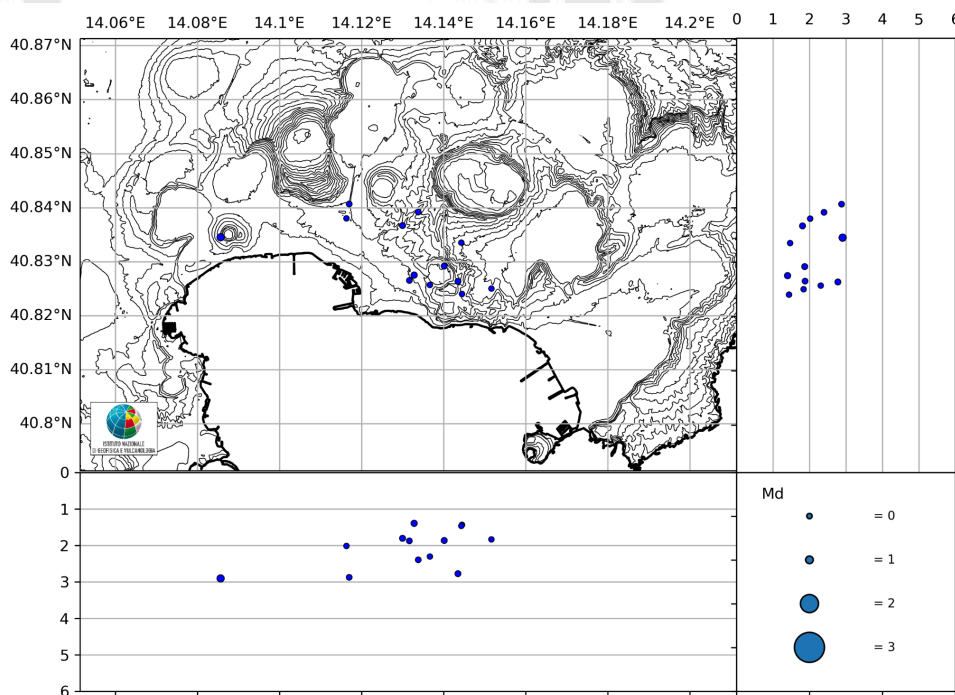 14.06°E 14.08°E 14.1°E 14.12°E 14.14°E 14.16°E 14.18°E 14.2°E 0 1 2 3 4 5 6
40.87°N
40.86°N
40.85°N
40.84°N
40.83°N
40.82°N
40.81°N
40.8°N
ISTITUTO NAZIONALE
DI GEOFISICA E VULCANOLOGIA
0
1
2
3
4
5
6
Md
= 0
= 1
= 2
= 3